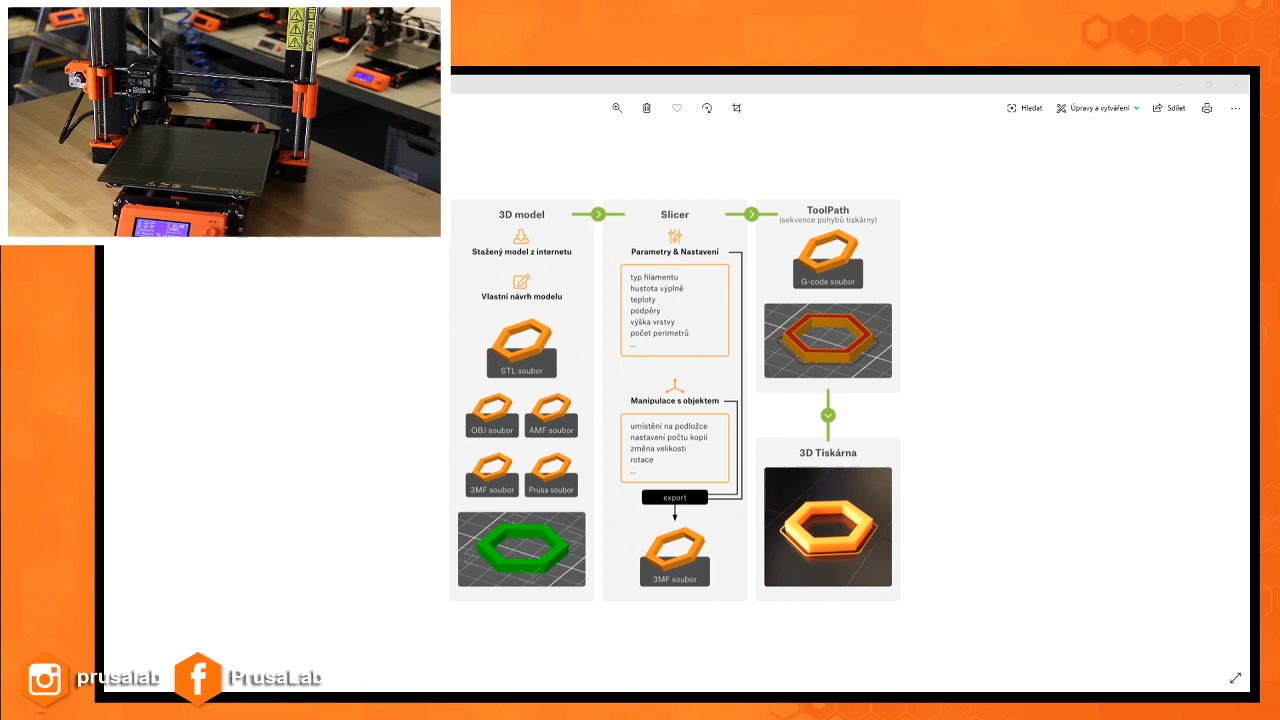 Hledat
Úpravy a vytváření
Sdílet
3D model
Stažený model z internetu
Vlastní návrh modelu
STL soubor
OBJ soubor
AMF soubor
3MF soubor
Prusa soubor
Slicer
Parametry & Nastavení
typ filamentu
hustota výplně
teploty
podpěry
výška vrstvy
počet perimetrů
...
Manipulace s objektem
umístění na podložce
nastavení počtu kopií
změna velikosti
rotace
...
export
3MF soubor
ToolPath
(sekvence pohybů tiskárny)
G-code soubor
3D Tiskárna
prusalab
PrusaLab